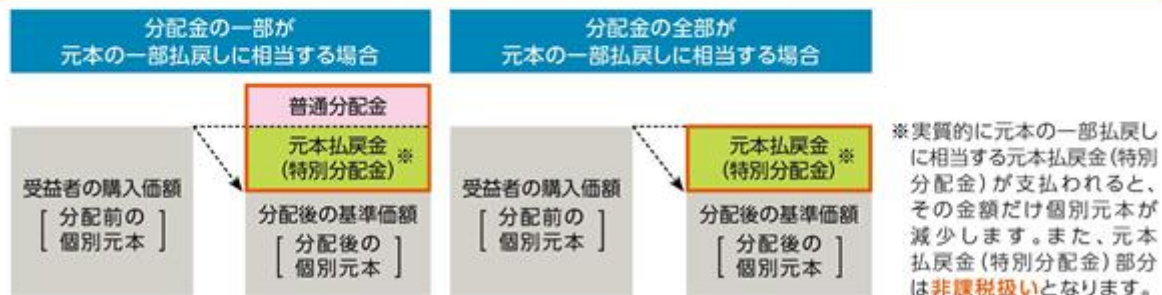 分配金の一部が
元本の一部払戻しに相当する場合
普通分配金
元本払戻金
(特別分配金)
※
受益者の購入価額
[ 分配前の
個別元本 ]
分配後の基準価額
[ 分配後の
個別元本 ]
分配金の全部が
元本の一部払戻しに相当する場合
元本払戻金
(特別分配金)
※
受益者の購入価額
[ 分配前の
個別元本 ]
分配後の基準価額
[ 分配後の
個別元本 ]
※実質的に元本の一部払戻し
に相当する元本払戻金(特別
分配金)が支払われると、
その金額だけ個別元本が
減少します。また、元本
払戻金(特別分配金)部分
は非課税扱いとなります。